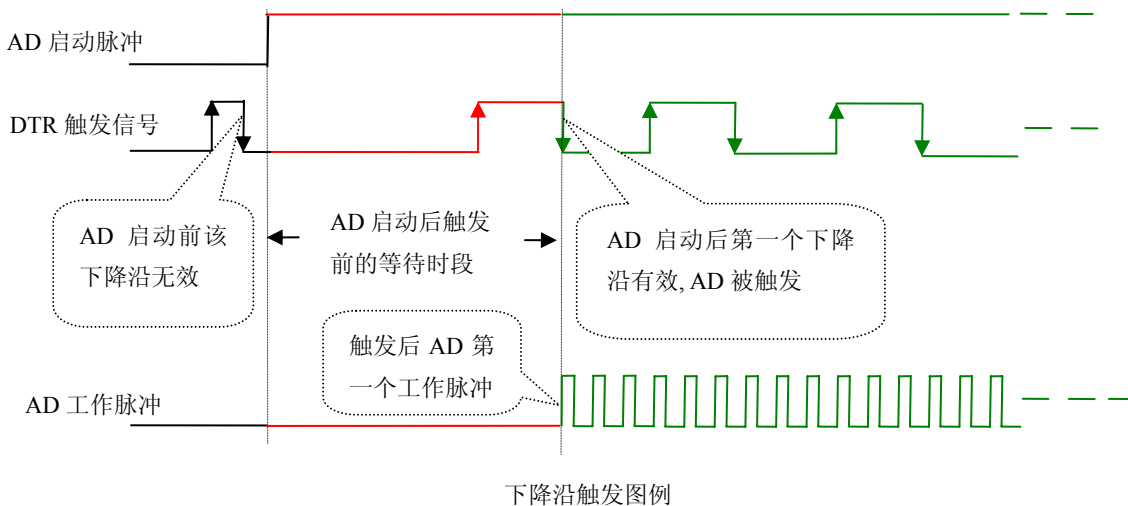 AD 启动脉冲
DTR 触发信号
AD 启动前该
下降沿无效
AD 启动后触发
前的等待时段
AD 启动后第一个下降
沿有效, AD 被触发
触发后 AD 第
一个工作脉冲
AD 工作脉冲
下降沿触发图例